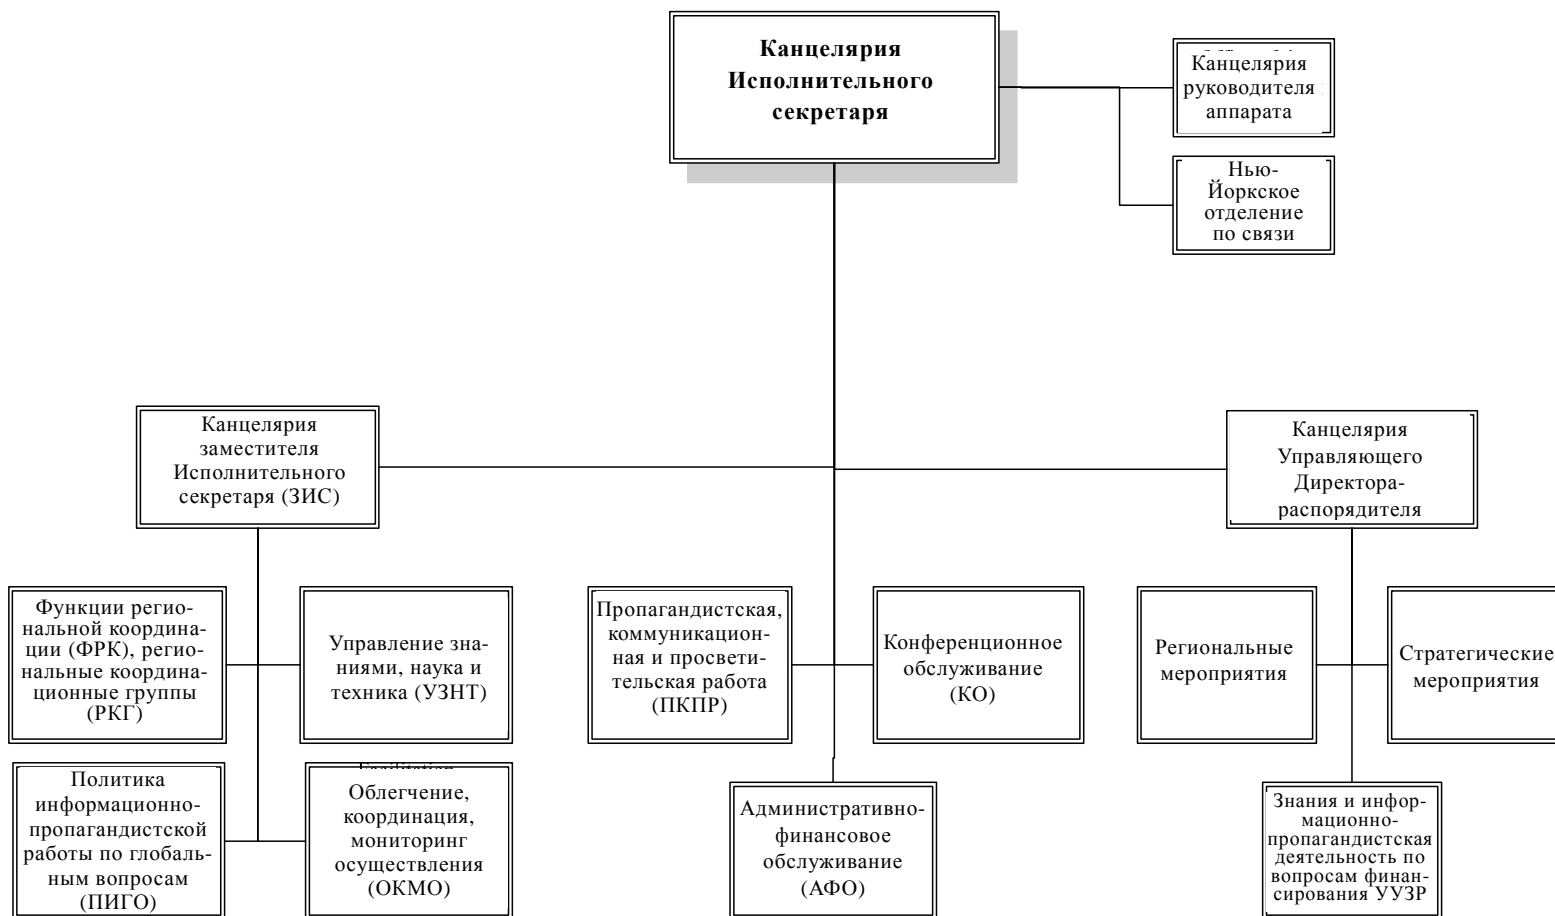 Канцелярия
Исполнительного
секретаря
Канцелярия
руководителя
аппарата
Нью-
Йоркское
отделение
по связи
Канцелярия
заместителя
Исполнительного
секретаря (ЗИС)
Канцелярия
Управляющего
Директора-
распорядителя
Функции регио-
нальной координа-
ции (ФРК), регио-
нальные координа-
ционные группы
(РКГ)
Управление зна-
ниями, наука и
техника (УЗНТ)
Пропагандистская,
коммуникацион-
ная и просвети-
тельская работа
(ПКПР)
Конференционное
обслуживание
(КО)
Региональные
мероприятия
Стратегические
мероприятия
Политика
информационно-
пропагандистской
работы по глобаль-
ным вопросам
(ПИГО)
Облегчение,
координация,
мониторинг
осуществления
(ОКМО)
Административно-
финансовое
обслуживание
(АФО)
Знания и инфор-
мационно-
пропагандистская
деятельность по
вопросам финан-
сирования УУЗР